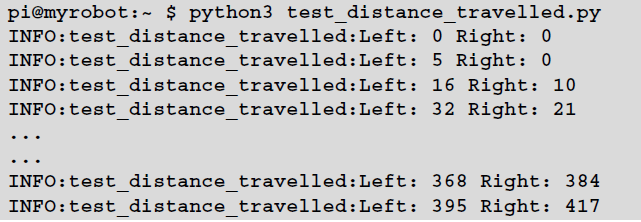 pi@myrobot:~ $ python3 test_distance_travelled.py
INFO:test_distance_travelled:Left: 0 Right: 0
INFO:test_distance_travelled:Left: 5 Right: 0
INFO:test_distance_travelled:Left: 16 Right: 10
INFO:test_distance_travelled:Left: 32 Right: 21
...
...
INFO:test_distance_travelled:Left: 368 Right: 384
INFO:test_distance_travelled:Left: 395 Right: 417